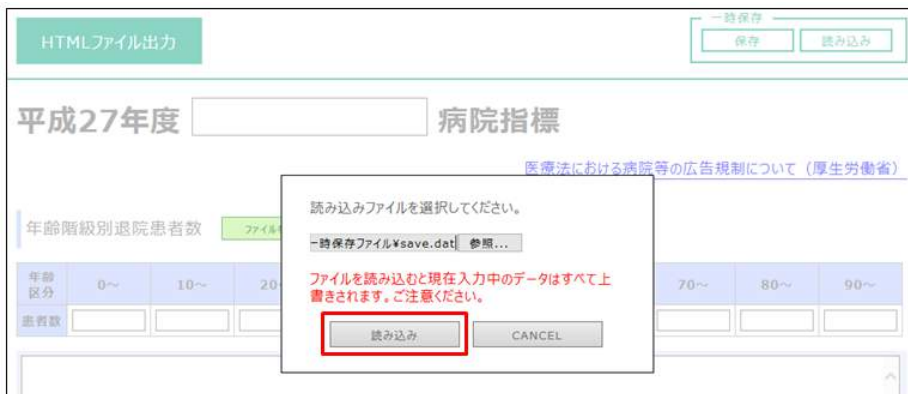 一時保存
HTMLファイル出力
保存
読み込み
平成27年度
病院指標
医療法における病院等の広告規制について（厚生労働省）
読み込みファイルを選択してください。
年齢階級別退院患者数
ファイル
一時保存ファイル¥save.dat
参照...
ファイルを読み込むと現在入力中のデータはすべて上
書きされます。ご注意ください。
年齢
区分
0～
10～
20
70～
80～
90～
患者数
読み込み
CANCEL